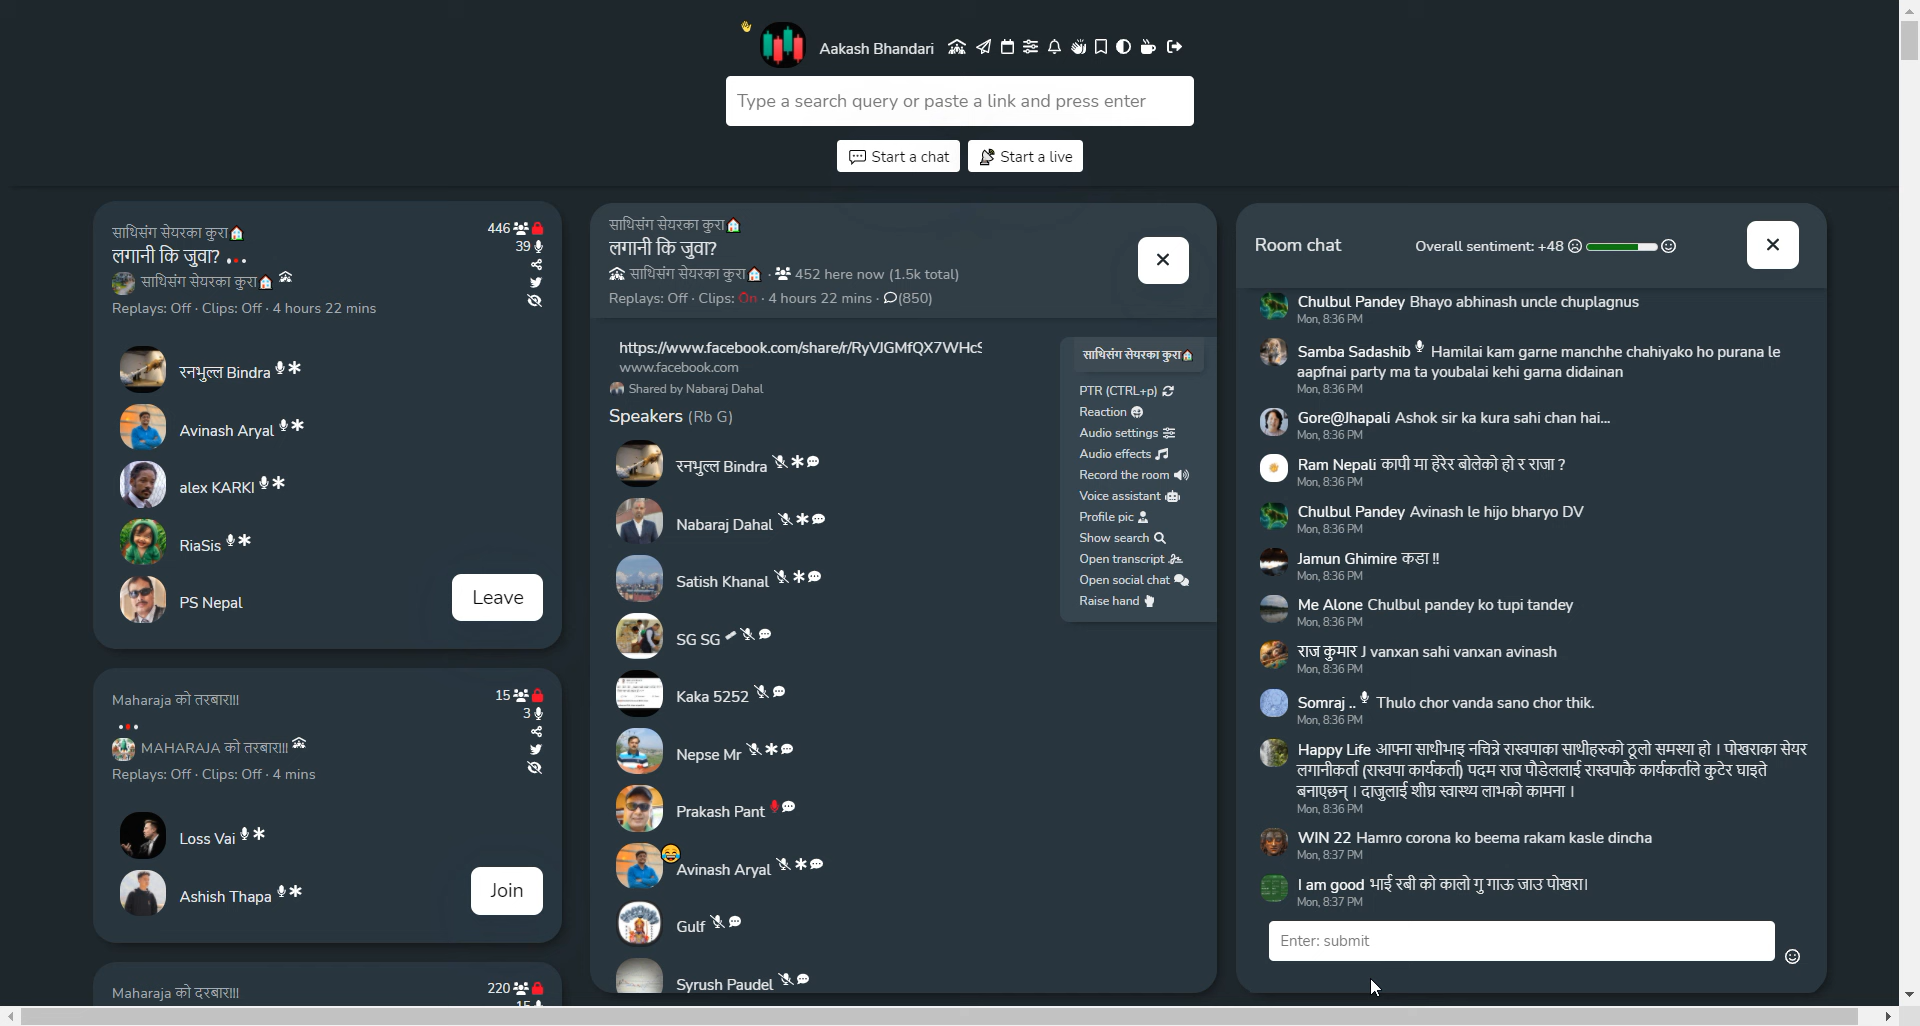 Aakash Bhandari
Type a search query or paste a link and press enter
Start a chat
Start a live
साथिसंग सेयरका कुरा
लगानी कि जुवा?
साथिसंग सेयरका कुरा
Replays: Off · Clips: Off · 4 hours 22 mins
446
39
रनभुल्ल Bindra
Avinash Aryal
alex KARKI
RiaSis
PS Nepal
Leave
Maharaja को तरबार!!!
MAHARAJA को तरबार!!!
Replays: Off · Clips: Off · 4 mins
15
3
Loss Vai
Ashish Thapa
Join
Maharaja को दरबार!!!
220
15
साथिसंग सेयरका कुरा
लगानी कि जुवा?
साथिसंग सेयरका कुरा · 452 here now (1.5k total)
Replays: Off · Clips: On · 4 hours 22 mins · (850)
https://www.facebook.com/share/r/RyVJGMfQX7WHcS
www.facebook.com
Shared by Nabaraj Dahal
Speakers (Rb G)
रनभुल्ल Bindra
Nabaraj Dahal
Satish Khanal
SG SG
Kaka 5252
Nepse Mr
Prakash Pant
Avinash Aryal
Gulf
Syrush Paudel
साथिसंग सेयरका कुरा
PTR (CTRL+p)
Reaction
Audio settings
Audio effects
Record the room
Voice assistant
Profile pic
Show search
Open transcript
Open social chat
Raise hand
Room chat
Overall sentiment: +48
Chulbul Pandey Bhayo abhinash uncle chuplagnus
Mon, 8:36 PM
Samba Sadashib Hamilai kam garne manchhe chahiyako ho purana le
aapfnai party ma ta youbalai kehi garna didainan
Mon, 8:36 PM
Gore@Jhapali Ashok sir ka kura sahi chan hai...
Mon, 8:36 PM
Ram Nepali कापी मा हेरेर बोलेको हो र राजा ?
Mon, 8:36 PM
Chulbul Pandey Avinash le hijo bharyo DV
Mon, 8:36 PM
Jamun Ghimire कडा !!
Mon, 8:36 PM
Me Alone Chulbul pandey ko tupi tandey
Mon, 8:36 PM
राज कुमार J vanxan sahi vanxan avinash
Mon, 8:36 PM
Somraj .. Thulo chor vanda sano chor thik.
Mon, 8:36 PM
Happy Life आफ्ना साथीभाइ नचिन्ने रास्वपाका साथीहरुको ठूलो समस्या हो । पोखराका सेयर
लगानीकर्ता (रास्वपा कार्यकर्ता) पदम राज पौडेललाई रास्वपाकै कार्यकर्ताले कुटेर घाइते
बनाएछन् । दाजुलाई शीघ्र स्वास्थ्य लाभको कामना ।
Mon, 8:36 PM
WIN 22 Hamro corona ko beema rakam kasle dincha
Mon, 8:37 PM
I am good भाई रबी को कालो गु गाऊ जाउ पोखरा।
Mon, 8:37 PM
Enter: submit